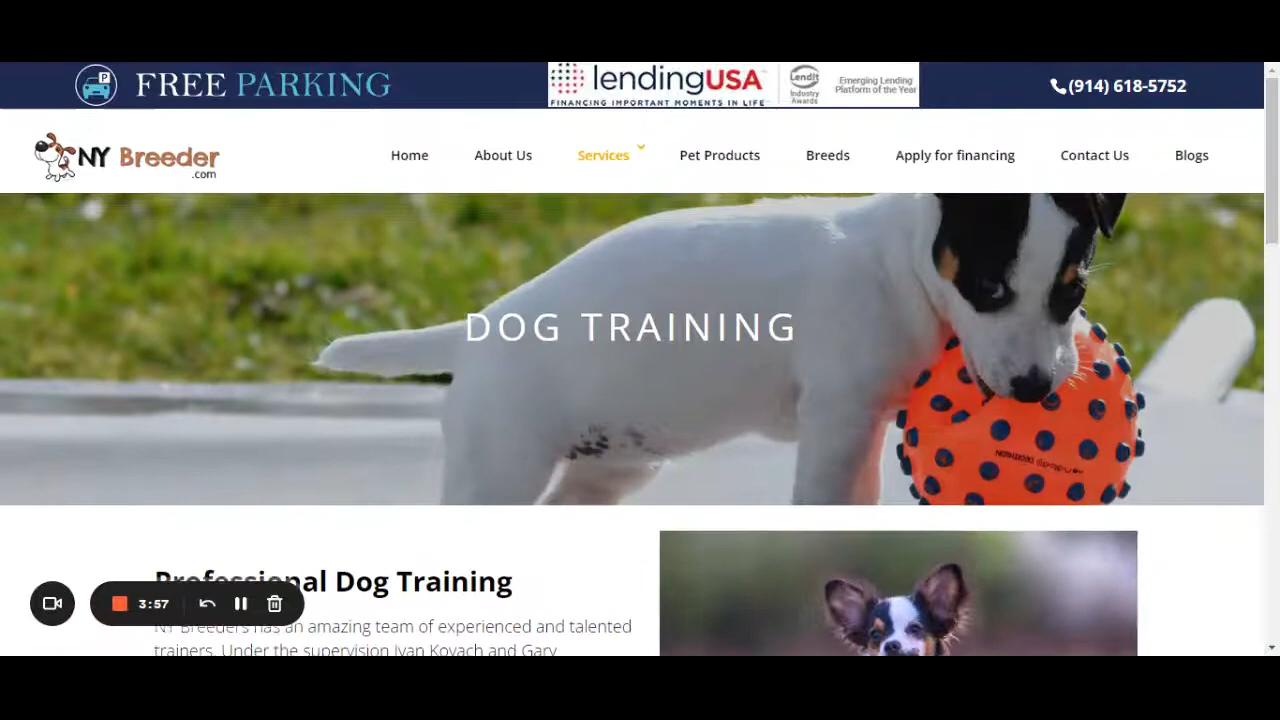 P
FREE PARKING
lendingUSA
FINANCING IMPORTANT MOMENTS IN LIFE
LendIt
Industry
Awards
Emerging Lending
Platform of the Year
(914) 618-5752
NY Breeder
.com
Home
About Us
Services
Pet Products
Breeds
Apply for financing
Contact Us
Blogs
DOG TRAINING
Professional Dog Training
3:57
NY Breeders has an amazing team of experienced and talented
trainers. Under the supervision Ivan Kovach and Gary